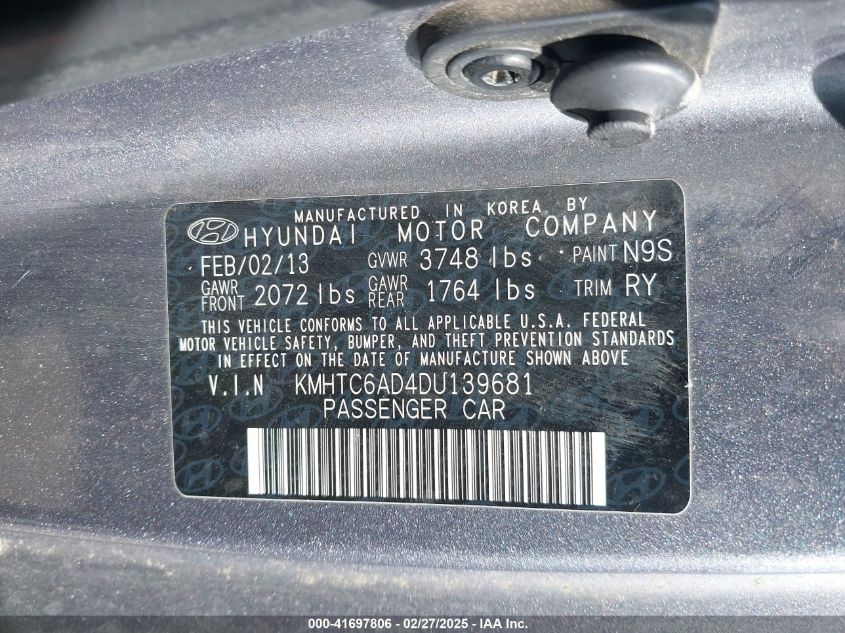 MANUFACTURED IN KOREA BY
HYUNDAI MOTOR COMPANY
FEB/02/13 GVWR 3748 lbs PAINT N9S
GAWR FRONT 2072 lbs GAWR REAR 1764 lbs TRIM RY
THIS VEHICLE CONFORMS TO ALL APPLICABLE U.S.A. FEDERAL
MOTOR VEHICLE SAFETY, BUMPER, AND THEFT PREVENTION STANDARDS
IN EFFECT ON THE DATE OF MANUFACTURE SHOWN ABOVE
V.I.N KMHTC6AD4DU139681
PASSENGER CAR
000-41697806 - 02/27/2025 - IAA Inc.